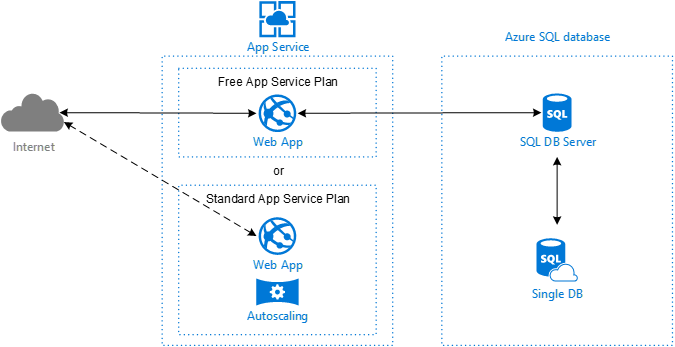 App Service
Azure SQL database
Free App Service Plan
Internet
Web App
SQL
SQL DB Server
or
Standard App Service Plan
Web App
SQL
Single DB
Autoscaling